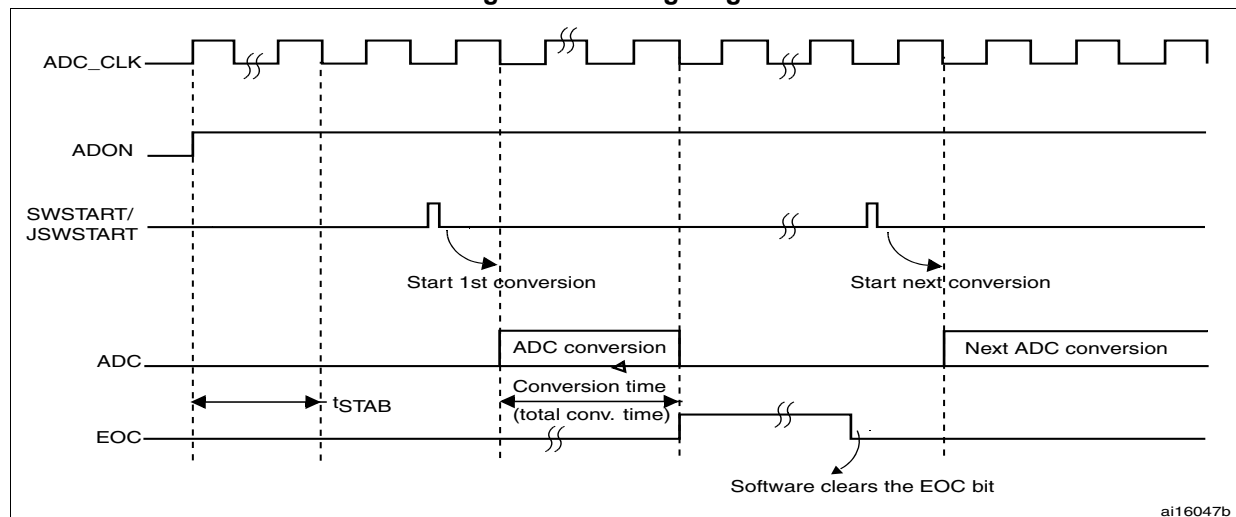 ADC_CLK
ADON
SWSTART/
JSWSTART
Start 1st conversion
Start next conversion
ADC
ADC conversion
Next ADC conversion
tSTAB
Conversion time
(total conv. time)
EOC
Software clears the EOC bit
ai16047b